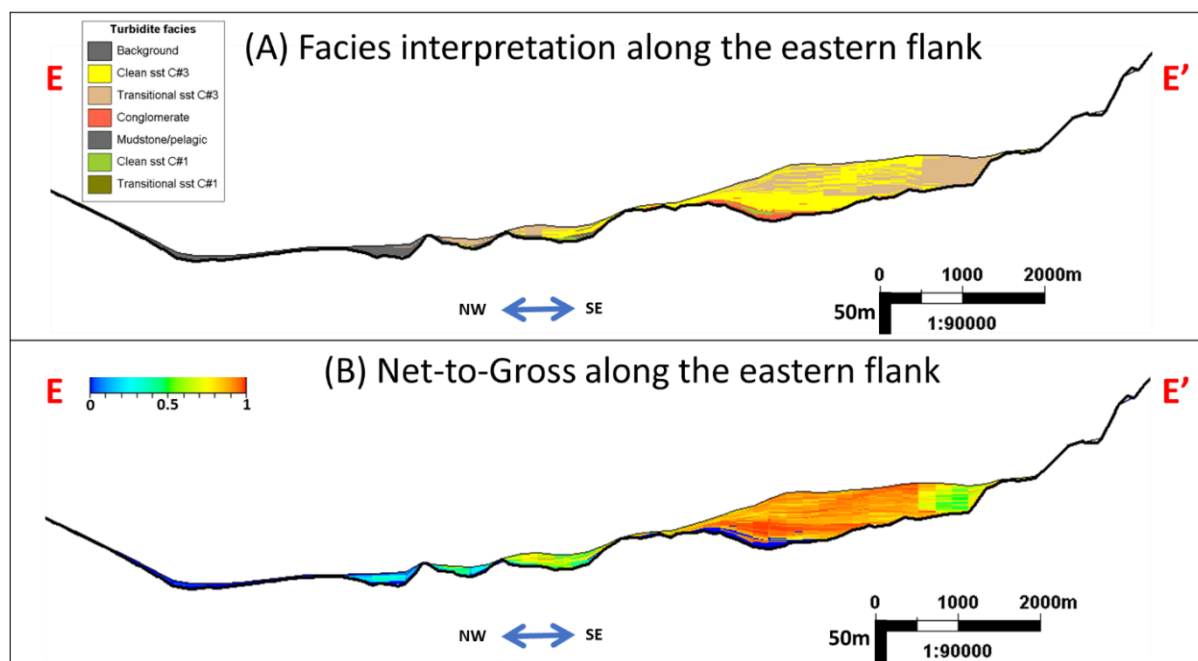 Turbidite facies
Background
Clean sst C#3
Transitional sst C#3
Conglomerate
Mudstone/pelagic
Clean sst C#1
Transitional sst C#1
(A) Facies interpretation along the eastern flank
E
E’
NW
SE
0 1000 2000m
50m
1:90000
(B) Net-to-Gross along the eastern flank
E
E’
0 0.5 1
NW
SE
0 1000 2000m
50m
1:90000